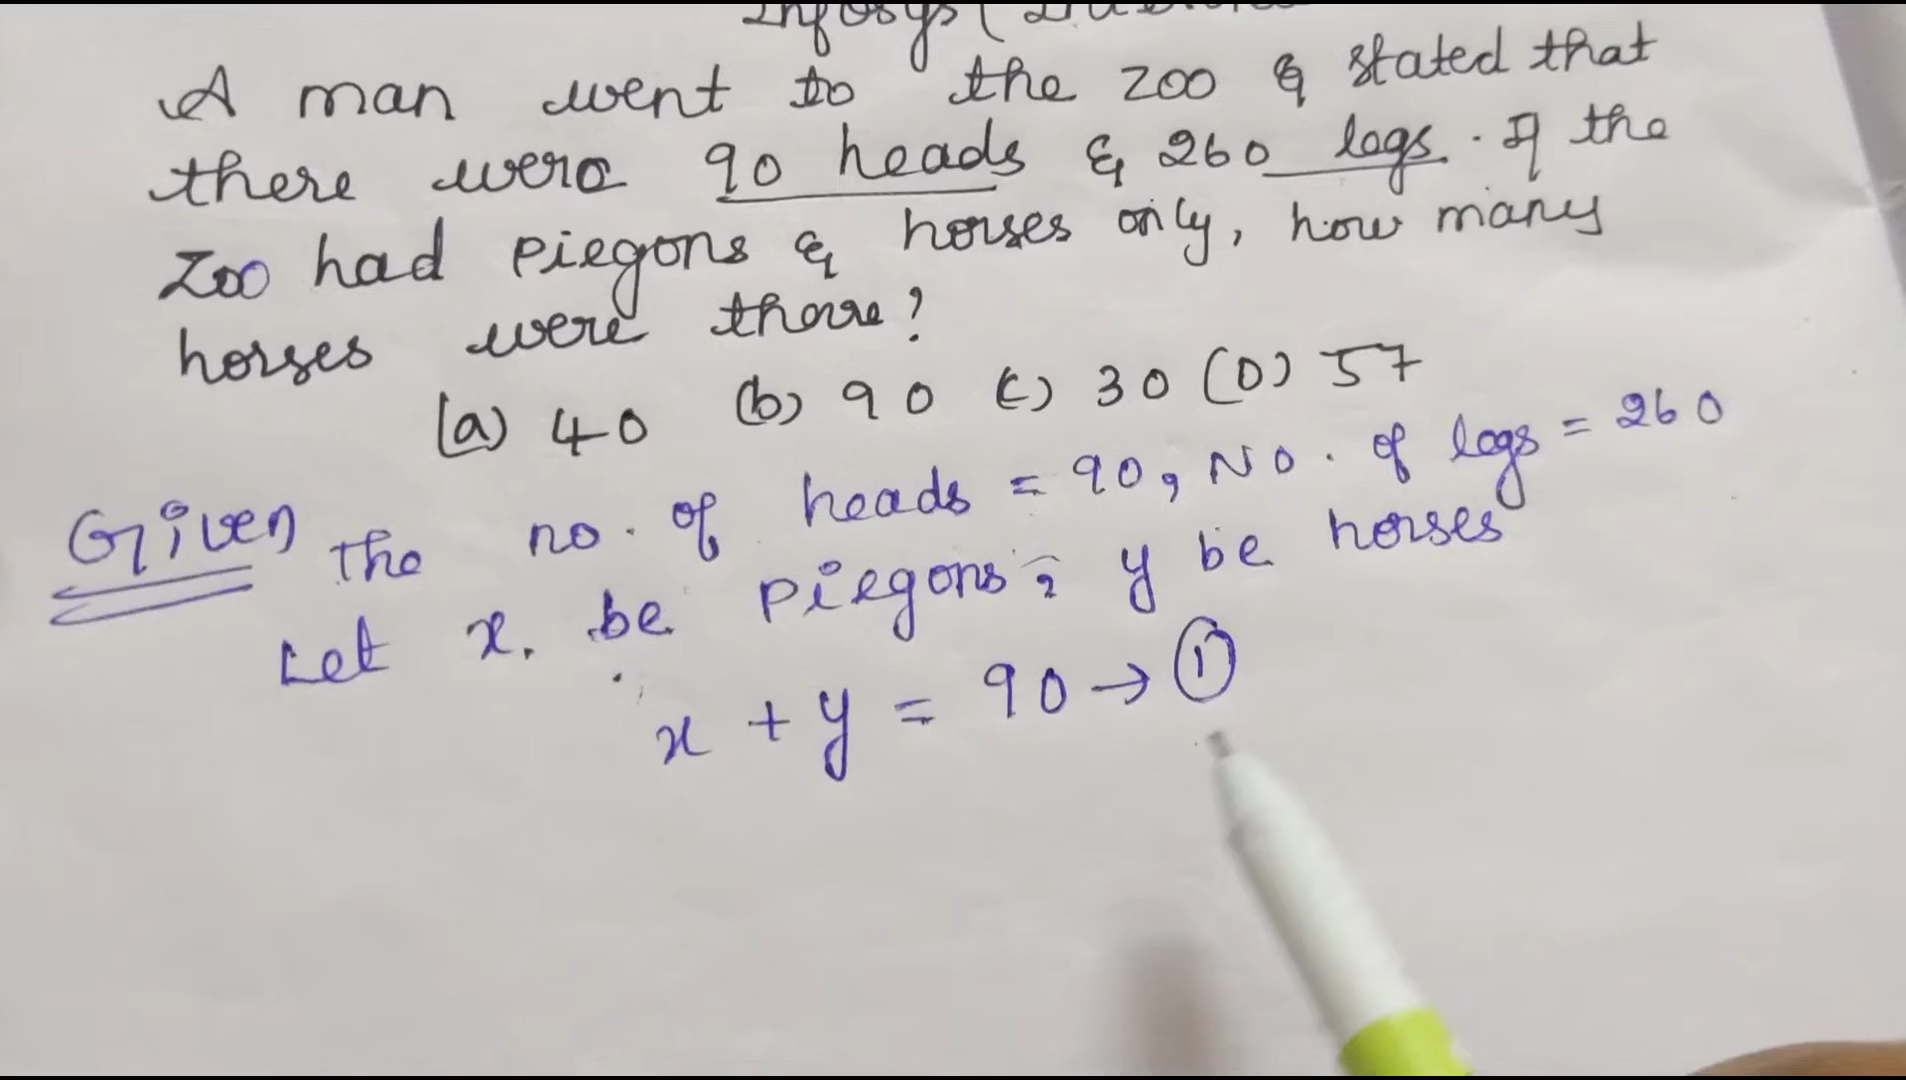 Infosys (
A man went to the zoo & stated that
there were 90 heads & 260 legs. If the
Zoo had Piegons & horses only, how many
horses were there?
(a) 40 (b) 90 (c) 30 (D) 57
Given the no. of heads = 90, No. of legs = 260
Let x. be Piegons, y be horses
x + y = 90 → ①